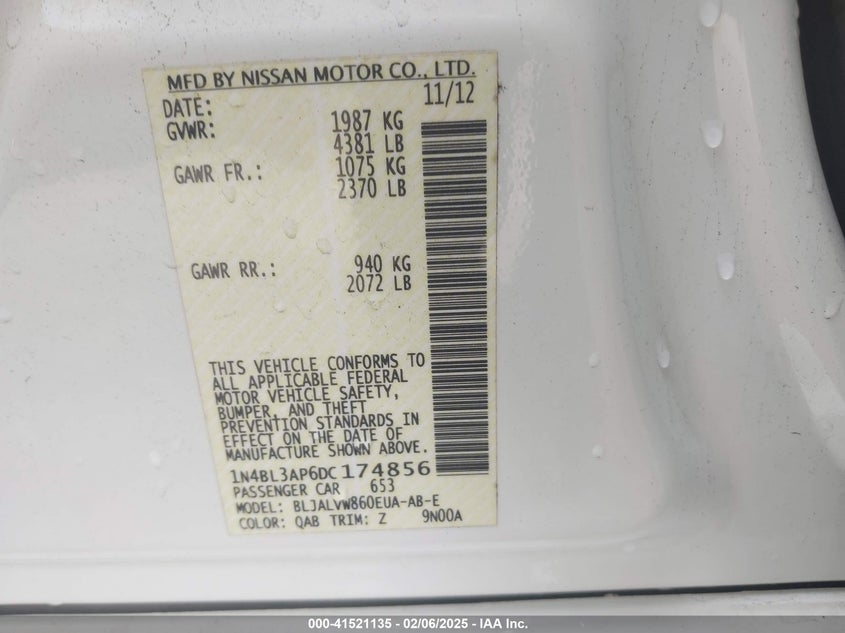 MFD BY NISSAN MOTOR CO., LTD.
DATE: 11/12
GVWR: 1987 KG
4381 LB
GAWR FR.: 1075 KG
2370 LB
GAWR RR.: 940 KG
2072 LB
THIS VEHICLE CONFORMS TO
ALL APPLICABLE FEDERAL
MOTOR VEHICLE SAFETY,
BUMPER, AND THEFT
PREVENTION STANDARDS IN
EFFECT ON THE DATE OF
MANUFACTURE SHOWN ABOVE.
1N4BL3AP6DC174856
PASSENGER CAR 653
MODEL: BLJALVW860EUA-AB-E
COLOR: QAB TRIM: Z 9N00A
000-41521135 - 02/06/2025 - IAA Inc.